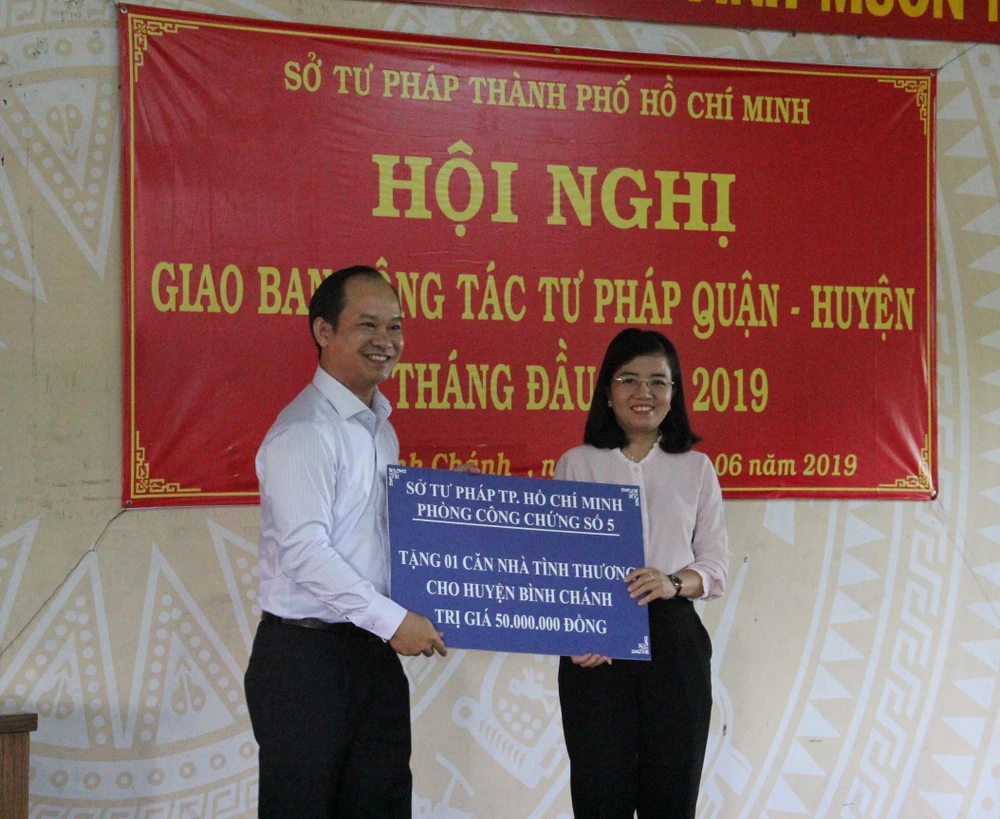 MUÔN
SỞ TƯ PHÁP THÀNH PHỐ HỒ CHÍ MINH
HỘI NGHỊ
GIAO BAN TÁC TƯ PHÁP QUẬN - HUYỆN
THÁNG ĐẦU 2019
Chánh, 06 năm 2019
SỞ TƯ PHÁP TP. HỒ CHÍ MINH
PHÒNG CÔNG CHỨNG SỐ 5
TẶNG 01 CĂN NHÀ TÌNH THƯƠNG
CHO HUYỆN BÌNH CHÁNH
TRỊ GIÁ 50.000.000 ĐỒNG